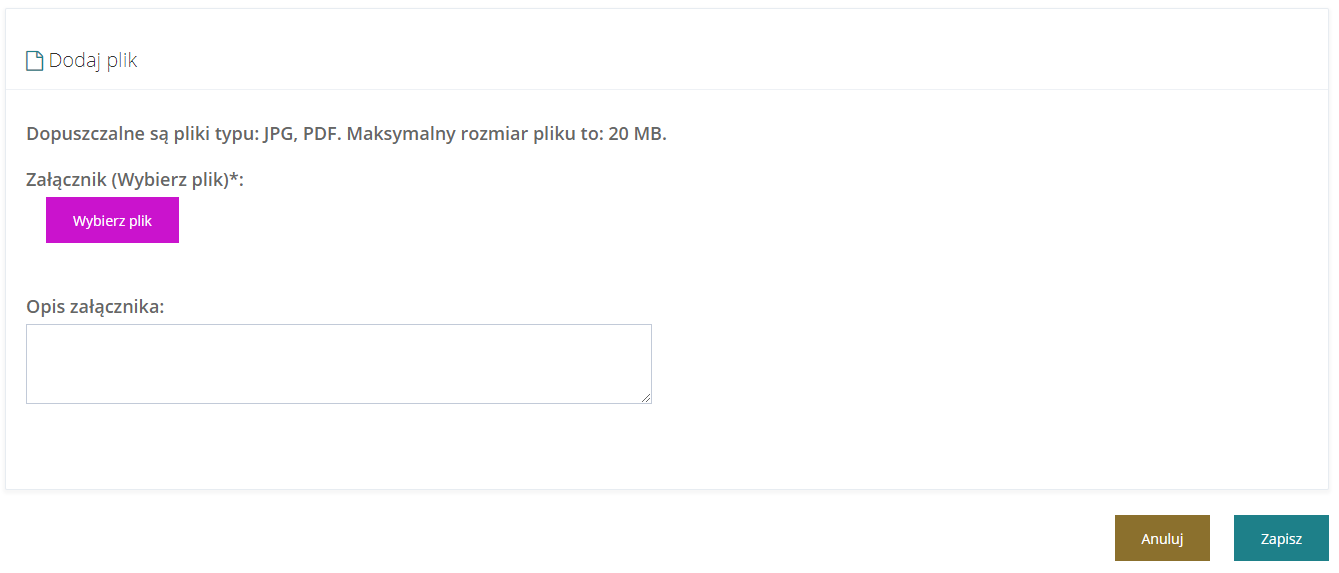 Dodaj plik
Dopuszczalne są pliki typu: JPG, PDF. Maksymalny rozmiar pliku to: 20 MB.
Załącznik (Wybierz plik)*:
Wybierz plik
Opis załącznika:
Anuluj
Zapisz